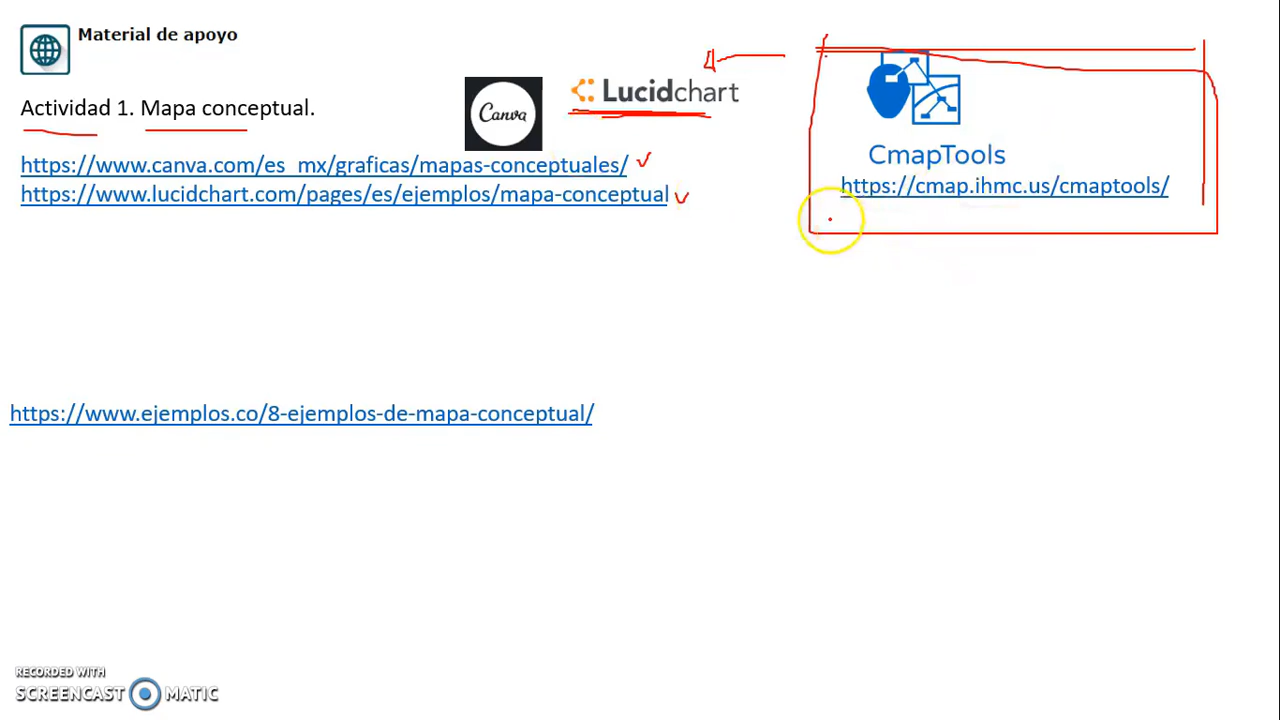 Material de apoyo
Actividad 1. Mapa conceptual.
Canva
Lucidchart
CmapTools
https://www.canva.com/es_mx/graficas/mapas-conceptuales/
https://www.lucidchart.com/pages/es/ejemplos/mapa-conceptual
https://cmap.ihmc.us/cmaptools/
https://www.ejemplos.co/8-ejemplos-de-mapa-conceptual/
RECORDED WITH
SCREENCAST MATIC